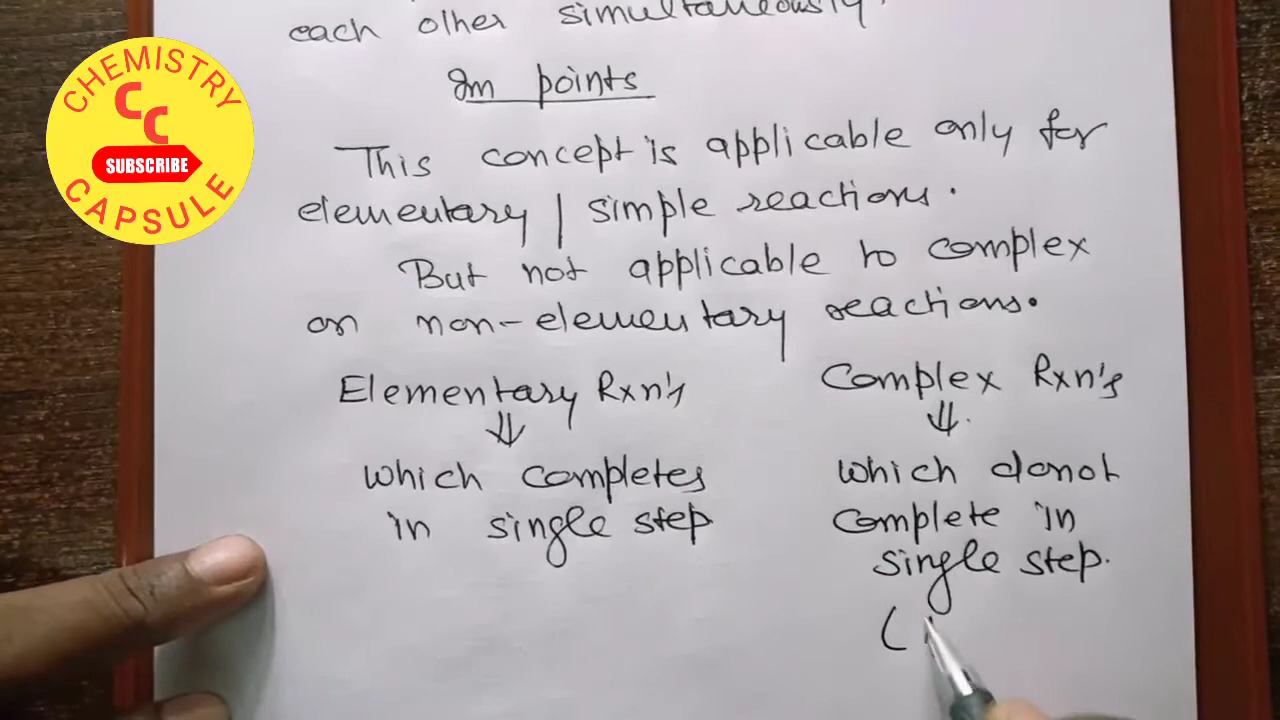 each other simultaneously.
Im points
This concept is applicable only for
elementary / simple reactions.
But not applicable to complex
or non-elementary reactions.
Elementary Rxn's
Complex Rxn's
⇓
⇓
which completes
in single step
which donot
complete in
single step.
(
CHEMISTRY
CC
SUBSCRIBE
CAPSULE